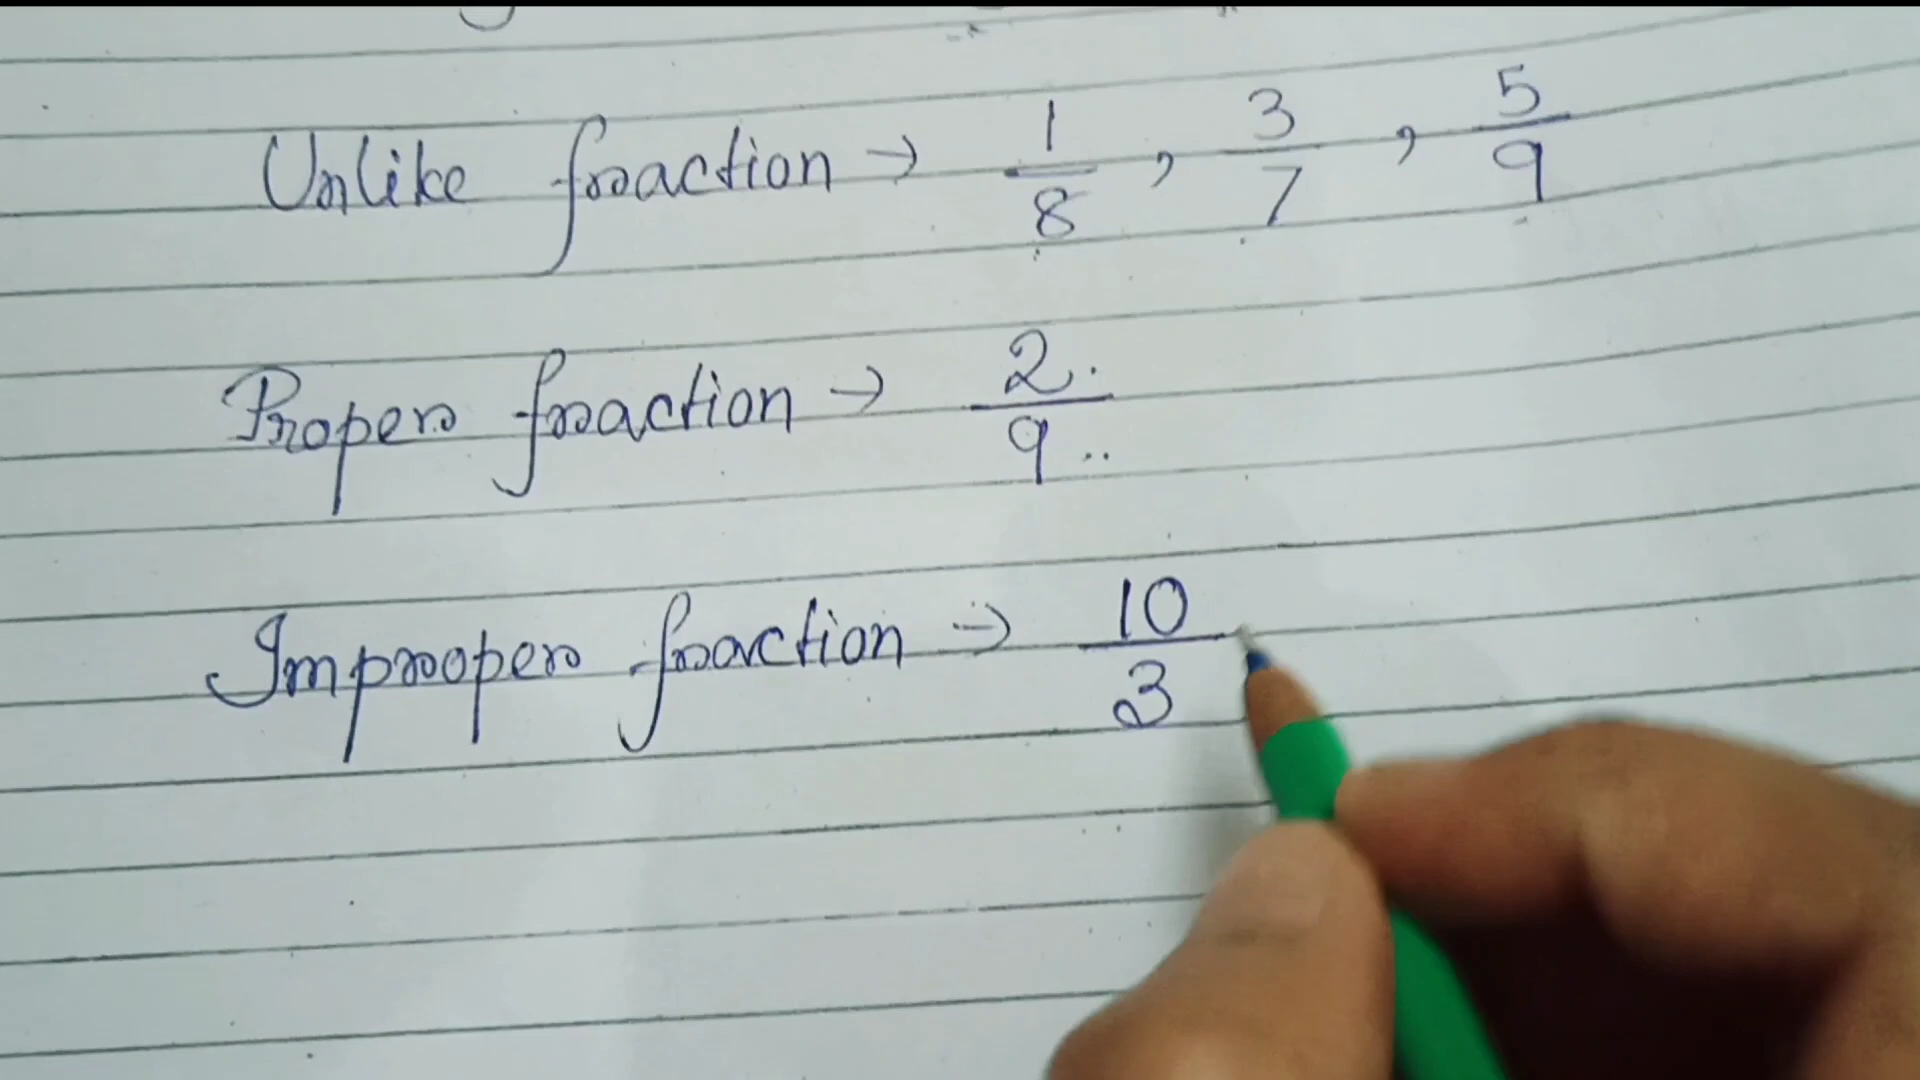 Unlike fraction → 1/8 , 3/7 , 5/9
Proper fraction → 2/9
Improper fraction → 10/3